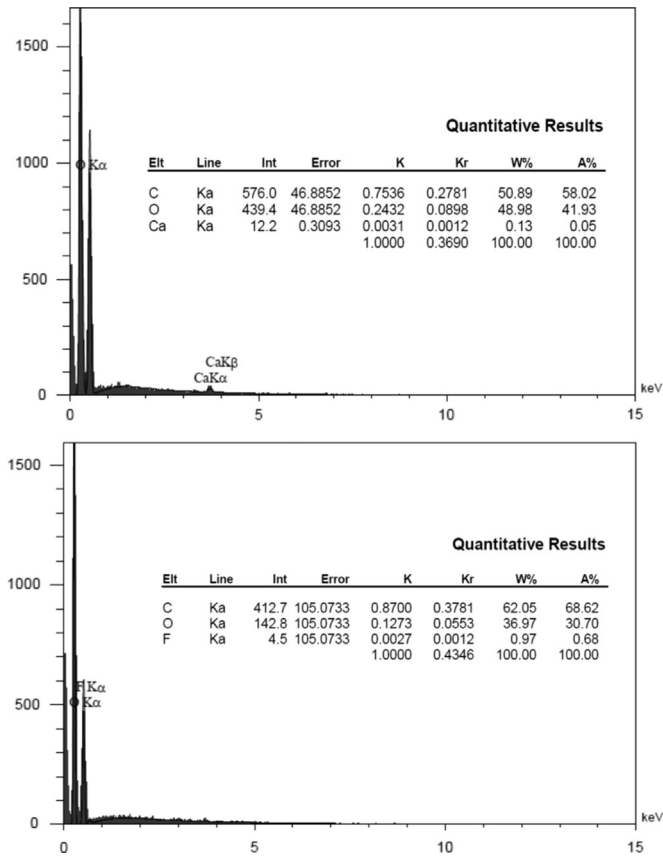 1500
Quantitative Results
Elt Line Int Error K Kr W% A%
1000
Kα
C Ka 576.0 46.8852 0.7536 0.2781 50.89 58.02
O Ka 439.4 46.8852 0.2432 0.0898 48.98 41.93
Ca Ka 12.2 0.3093 0.0031 0.0012 0.13 0.05
1.0000 0.3690 100.00 100.00
500
CaKβ
CaKα
0
keV
0 5 10 15
1500
Quantitative Results
Elt Line Int Error K Kr W% A%
1000
C Ka 412.7 105.0733 0.8700 0.3781 62.05 68.62
O Ka 142.8 105.0733 0.1273 0.0553 36.97 30.70
F Ka 4.5 105.0733 0.0027 0.0012 0.97 0.68
1.0000 0.4346 100.00 100.00
F Kα
500
Kα
0
keV
0 5 10 15